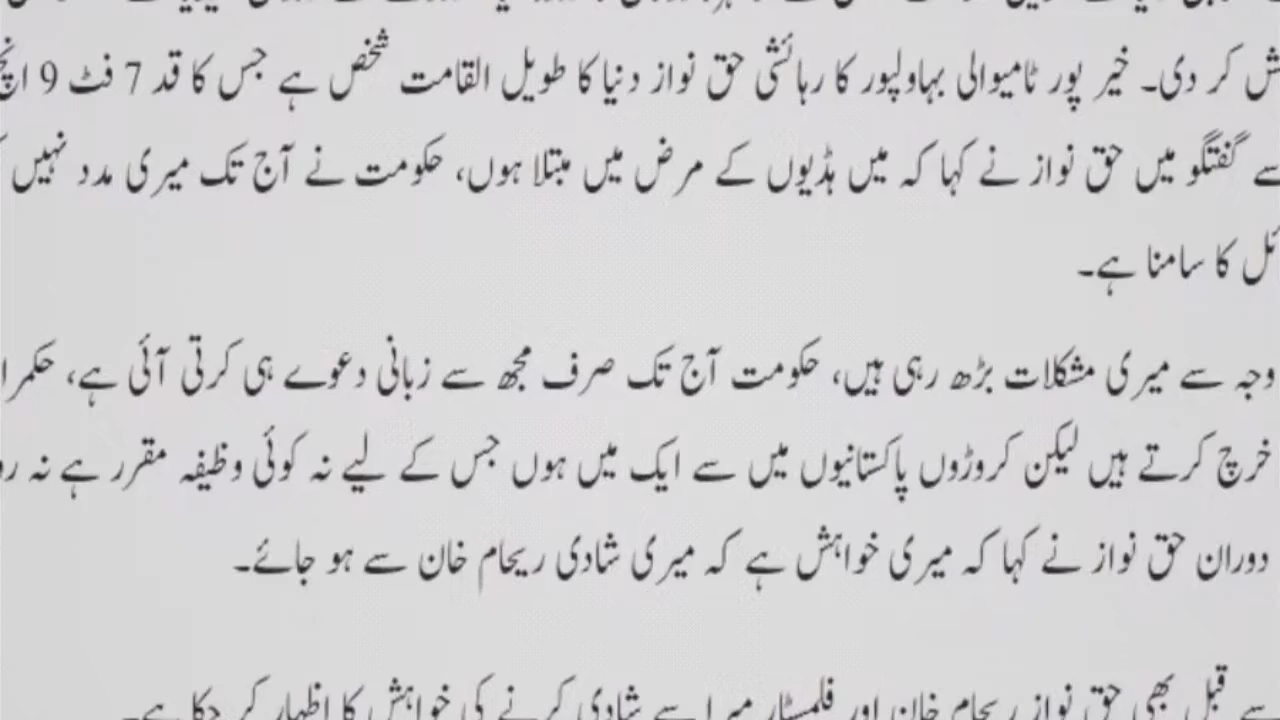 ش کر دی۔ خیر پور ٹامیوالی بہاولپور کا رہائشی حق نواز دنیا کا طویل القامت شخص ہے جس کا قد 7 فٹ 9 انچ
سے گفتگو میں حق نواز نے کہا کہ میں ہڈیوں کے مرض میں مبتلا ہوں، حکومت نے آج تک میری مدد نہیں
ئل کا سامنا ہے۔
وجہ سے میری مشکلات بڑھ رہی ہیں، حکومت آج تک صرف مجھ سے زبانی دعوے ہی کرتی آئی ہے، حکمرا
خرچ کرتے ہیں لیکن کروڑوں پاکستانیوں میں سے ایک میں ہوں جس کے لیے نہ کوئی وظیفہ مقرر ہے نہ رو
دوران حق نواز نے کہا کہ میری خواہش ہے کہ میری شادی ریحام خان سے ہو جائے۔
سے قبل بھی حق نواز ریحام خان اور فلمسٹار میرا سے شادی کرنے کی خواہش کا اظہار کر چکا ہے۔